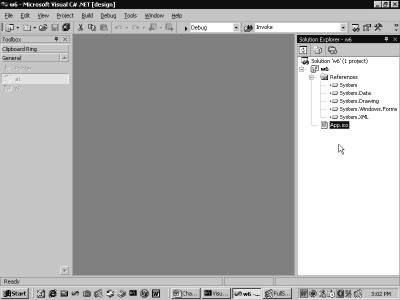 w6 - Microsoft Visual C# .NET [design]
File Edit View Project Build Debug Tools Window Help
Debug
Invoke
Toolbox
Clipboard Ring
General
Pointer
Solution Explorer - w6
Solution 'w6' (1 project)
w6
References
System
System.Data
System.Drawing
System.Windows.Forms
System.XML
App.ico
Ready
Start
Cha...
Visu...
w6 - ...
FullS...
3:02 PM